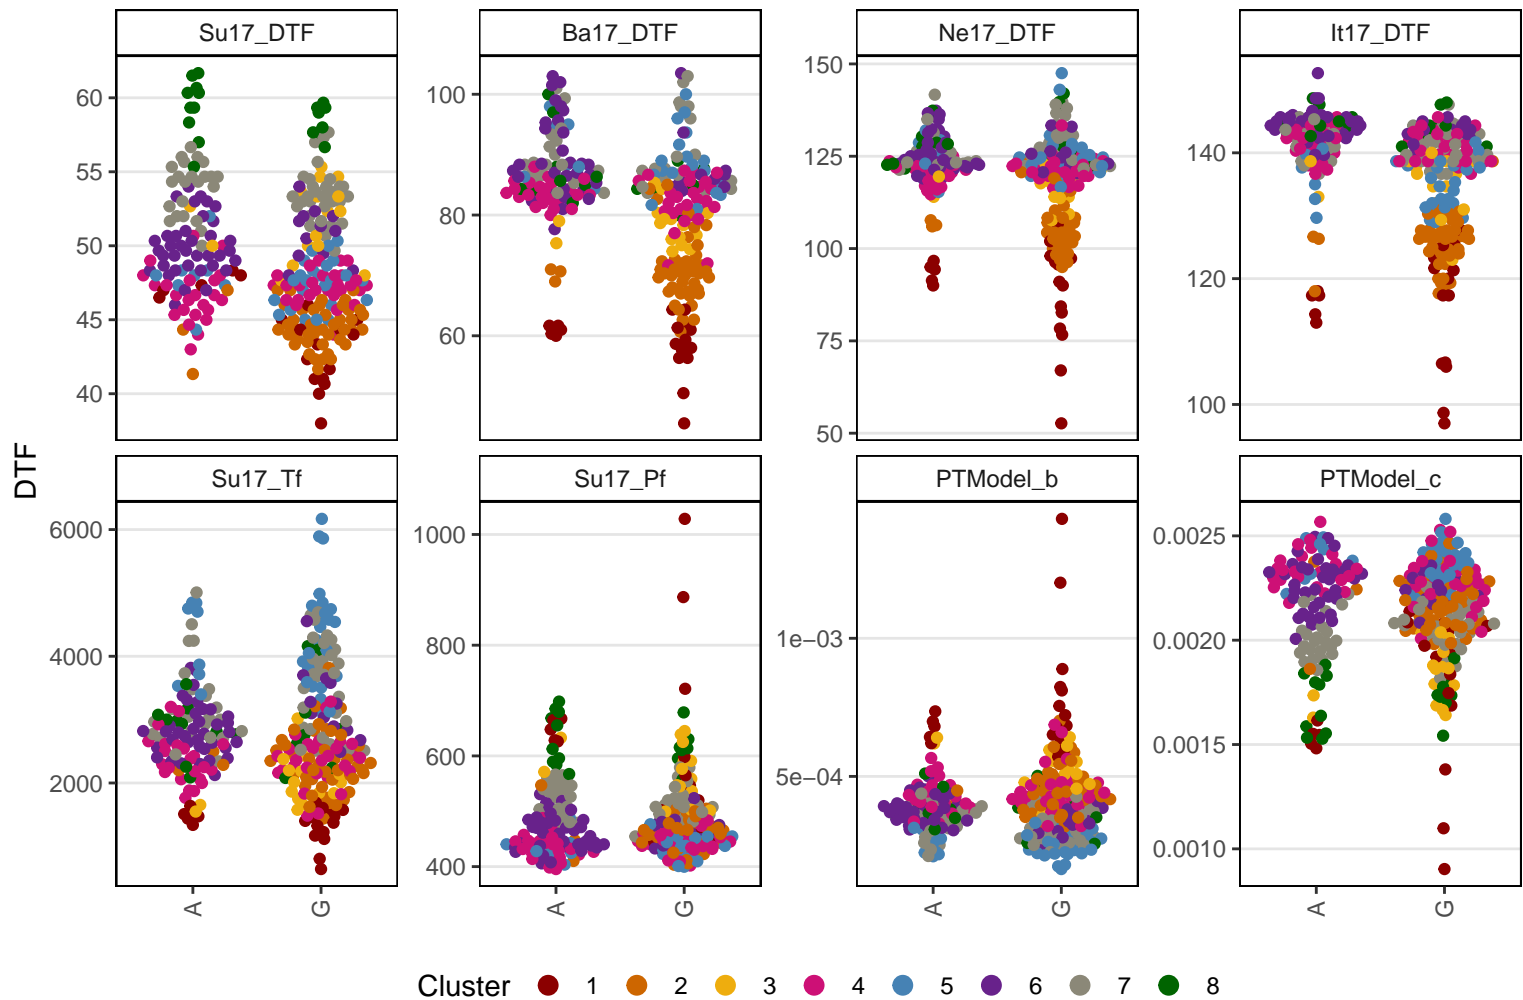 Su17_DTF Ba17_DTF Ne17_DTF It17_DTF
60 100 150 140
55 80 125 120
50 60 100 100
45 75
40 50
DTF
Su17_Tf Su17_Pf PTModel_b PTModel_c
6000 1000 1e−03 0.0025
4000 800 5e−04 0.0020
2000 600 0.0015
400 0.0010
A G A G A G A G
Cluster 1 2 3 4 5 6 7 8